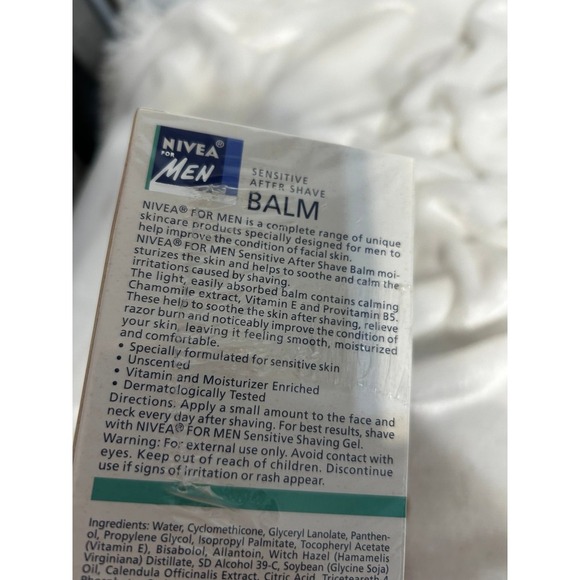 NIVEA®
FOR
MEN
SENSITIVE
AFTER SHAVE
BALM
NIVEA® FOR MEN is a complete range of unique
skincare products specially designed for men to
help improve the condition of facial skin.
NIVEA® FOR MEN Sensitive After Shave Balm moi-
sturizes the skin and helps to soothe and calm the
irritations caused by shaving.
The light, easily absorbed balm contains calming
Chamomile extract, Vitamin E and Provitamin B5.
These help to soothe the skin after shaving, relieve
razor burn and noticeably improve the condition of
your skin, leaving it feeling smooth, moisturized
and comfortable.
• Specially formulated for sensitive skin
• Unscented
• Vitamin and Moisturizer Enriched
• Dermatologically Tested
Directions: Apply a small amount to the face and
neck every day after shaving. For best results, shave
with NIVEA® FOR MEN Sensitive Shaving Gel.
Warning: For external use only. Avoid contact with
eyes. Keep out of reach of children. Discontinue
use if signs of irritation or rash appear.
Ingredients: Water, Cyclomethicone, Glyceryl Lanolate, Panthen-
ol, Propylene Glycol, Isopropyl Palmitate, Tocopheryl Acetate
(Vitamin E), Bisabolol, Allantoin, Witch Hazel (Hamamelis
Virginiana) Distillate, SD Alcohol 39-C, Soybean (Glycine Soja)
Oil, Calendula Officinalis Extract, Citric Acid, Triceteareth-4